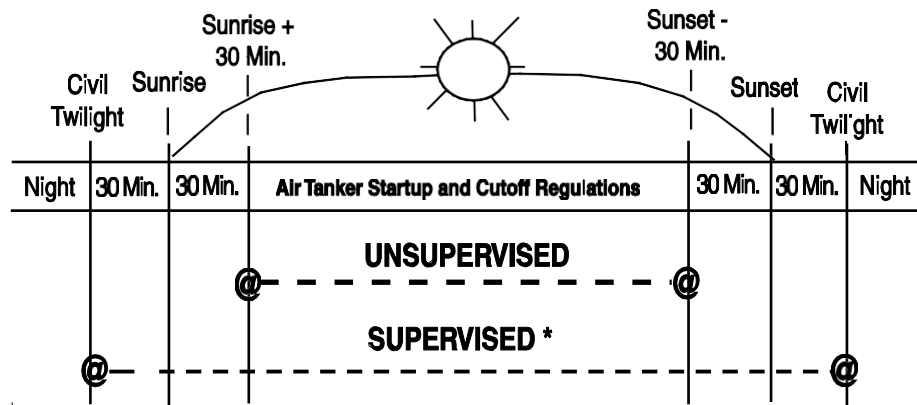 Sunrise +
30 Min.
Sunset -
30 Min.
Civil
Twilight
Sunrise
Sunset
Civil
Twilight
Night
30 Min.
30 Min.
Air Tanker Startup and Cutoff Regulations
30 Min.
30 Min.
Night
UNSUPERVISED
@
@
SUPERVISED *
@
@